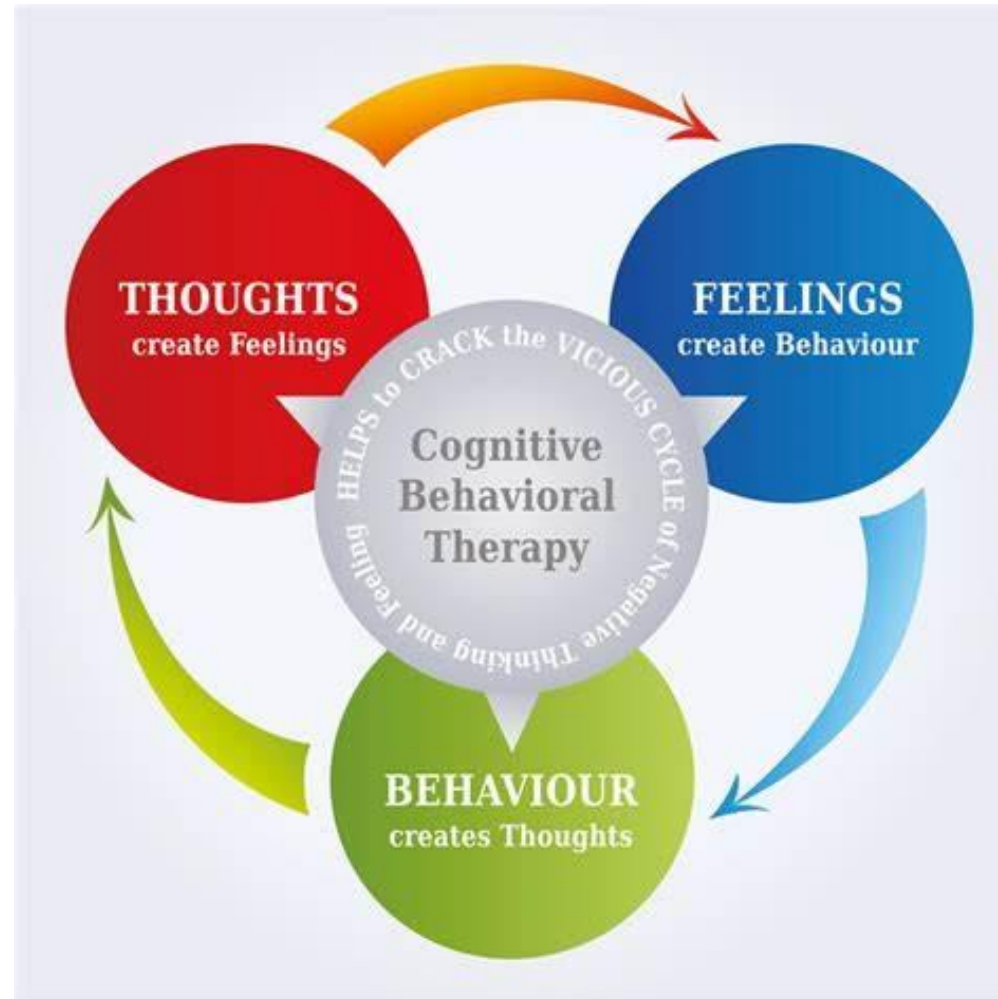 THOUGHTS
create Feelings
FEELINGS
create Behaviour
HELPS to CRACK the VICIOUS CYCLE of Negative Thinking and Feeling
Cognitive
Behavioral
Therapy
BEHAVIOUR
creates Thoughts